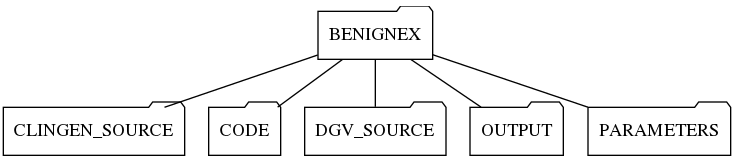 BENIGNEX
CLINGEN_SOURCE
CODE
DGV_SOURCE
OUTPUT
PARAMETERS